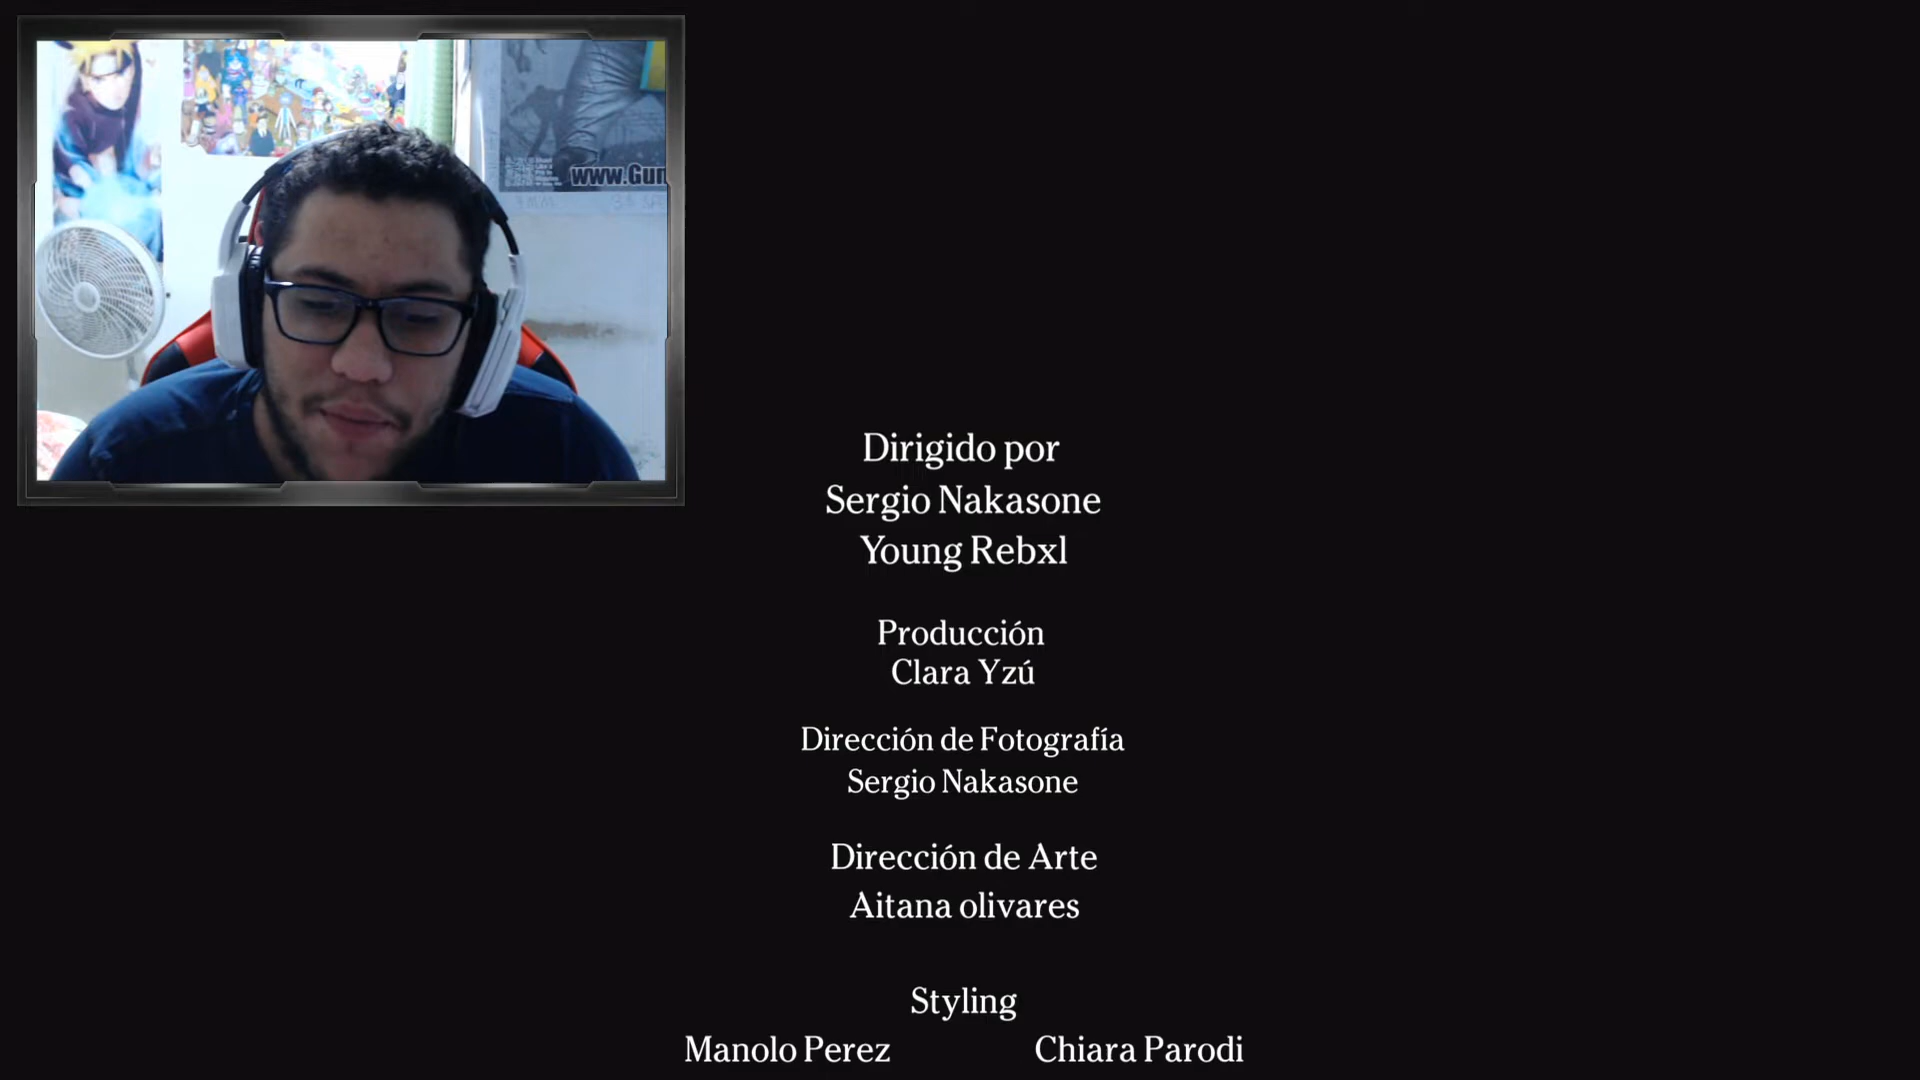 www.Gun
Dirigido por
Sergio Nakasone
Young Rebxl
Producción
Clara Yzú
Dirección de Fotografía
Sergio Nakasone
Dirección de Arte
Aitana olivares
Styling
Manolo Perez Chiara Parodi